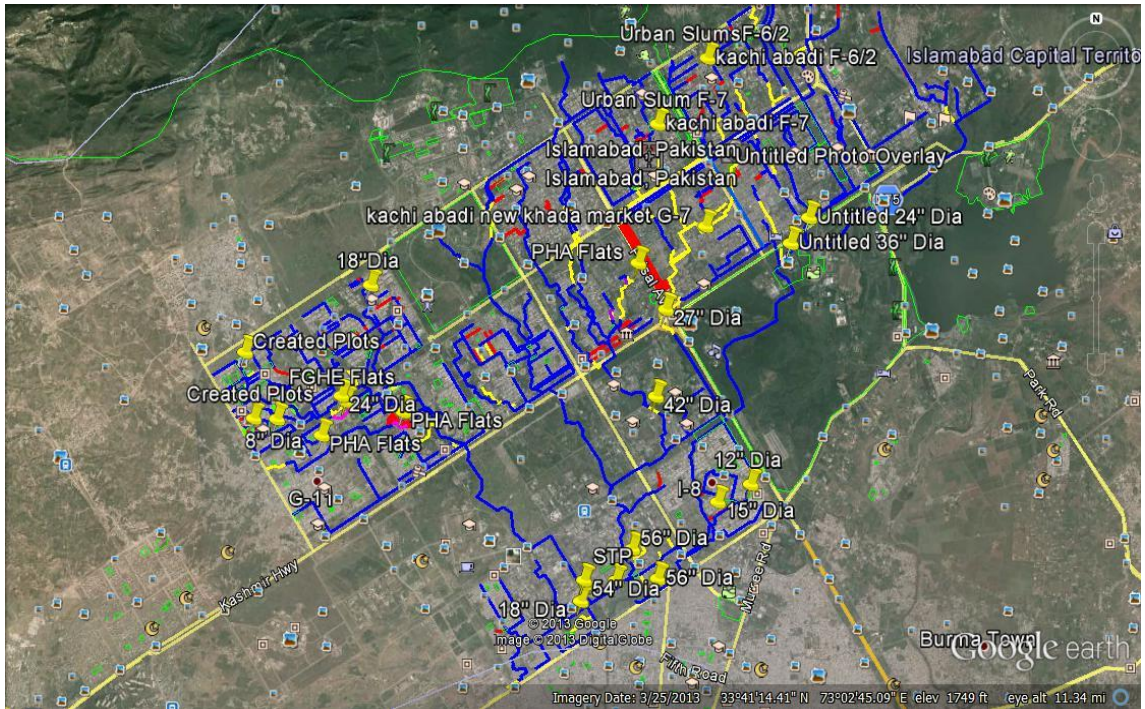 N
Urban SlumsF-6/2
kachi abadi F-6/2
Islamabad Capital Territo
Urban Slum F-7
kachi abadi F-7
Islamabad, Pakistan
Untitled Photo Overlay
Islamabad, Pakistan
kachi abadi new khada market G-7
Untitled 24" Dia
PHA Flats
Untitled 36" Dia
18"Dia
27" Dia
Created Plots
FGHE Flats
Park Rd
Created Plots
24" Dia
42" Dia
PHA Flats
8" Dia
PHA Flats
12" Dia
G-11
I-8
15" Dia
56" Dia
STP
Kashmir Hwy
54" Dia
56" Dia
Murree Rd
18" Dia
© 2013 Google
Image © 2013 DigitalGlobe
Burma Town
Google earth
Fifth Road
Imagery Date: 3/25/2013 33°41'14.41" N 73°02'45.09" E elev 1749 ft eye alt 11.34 mi